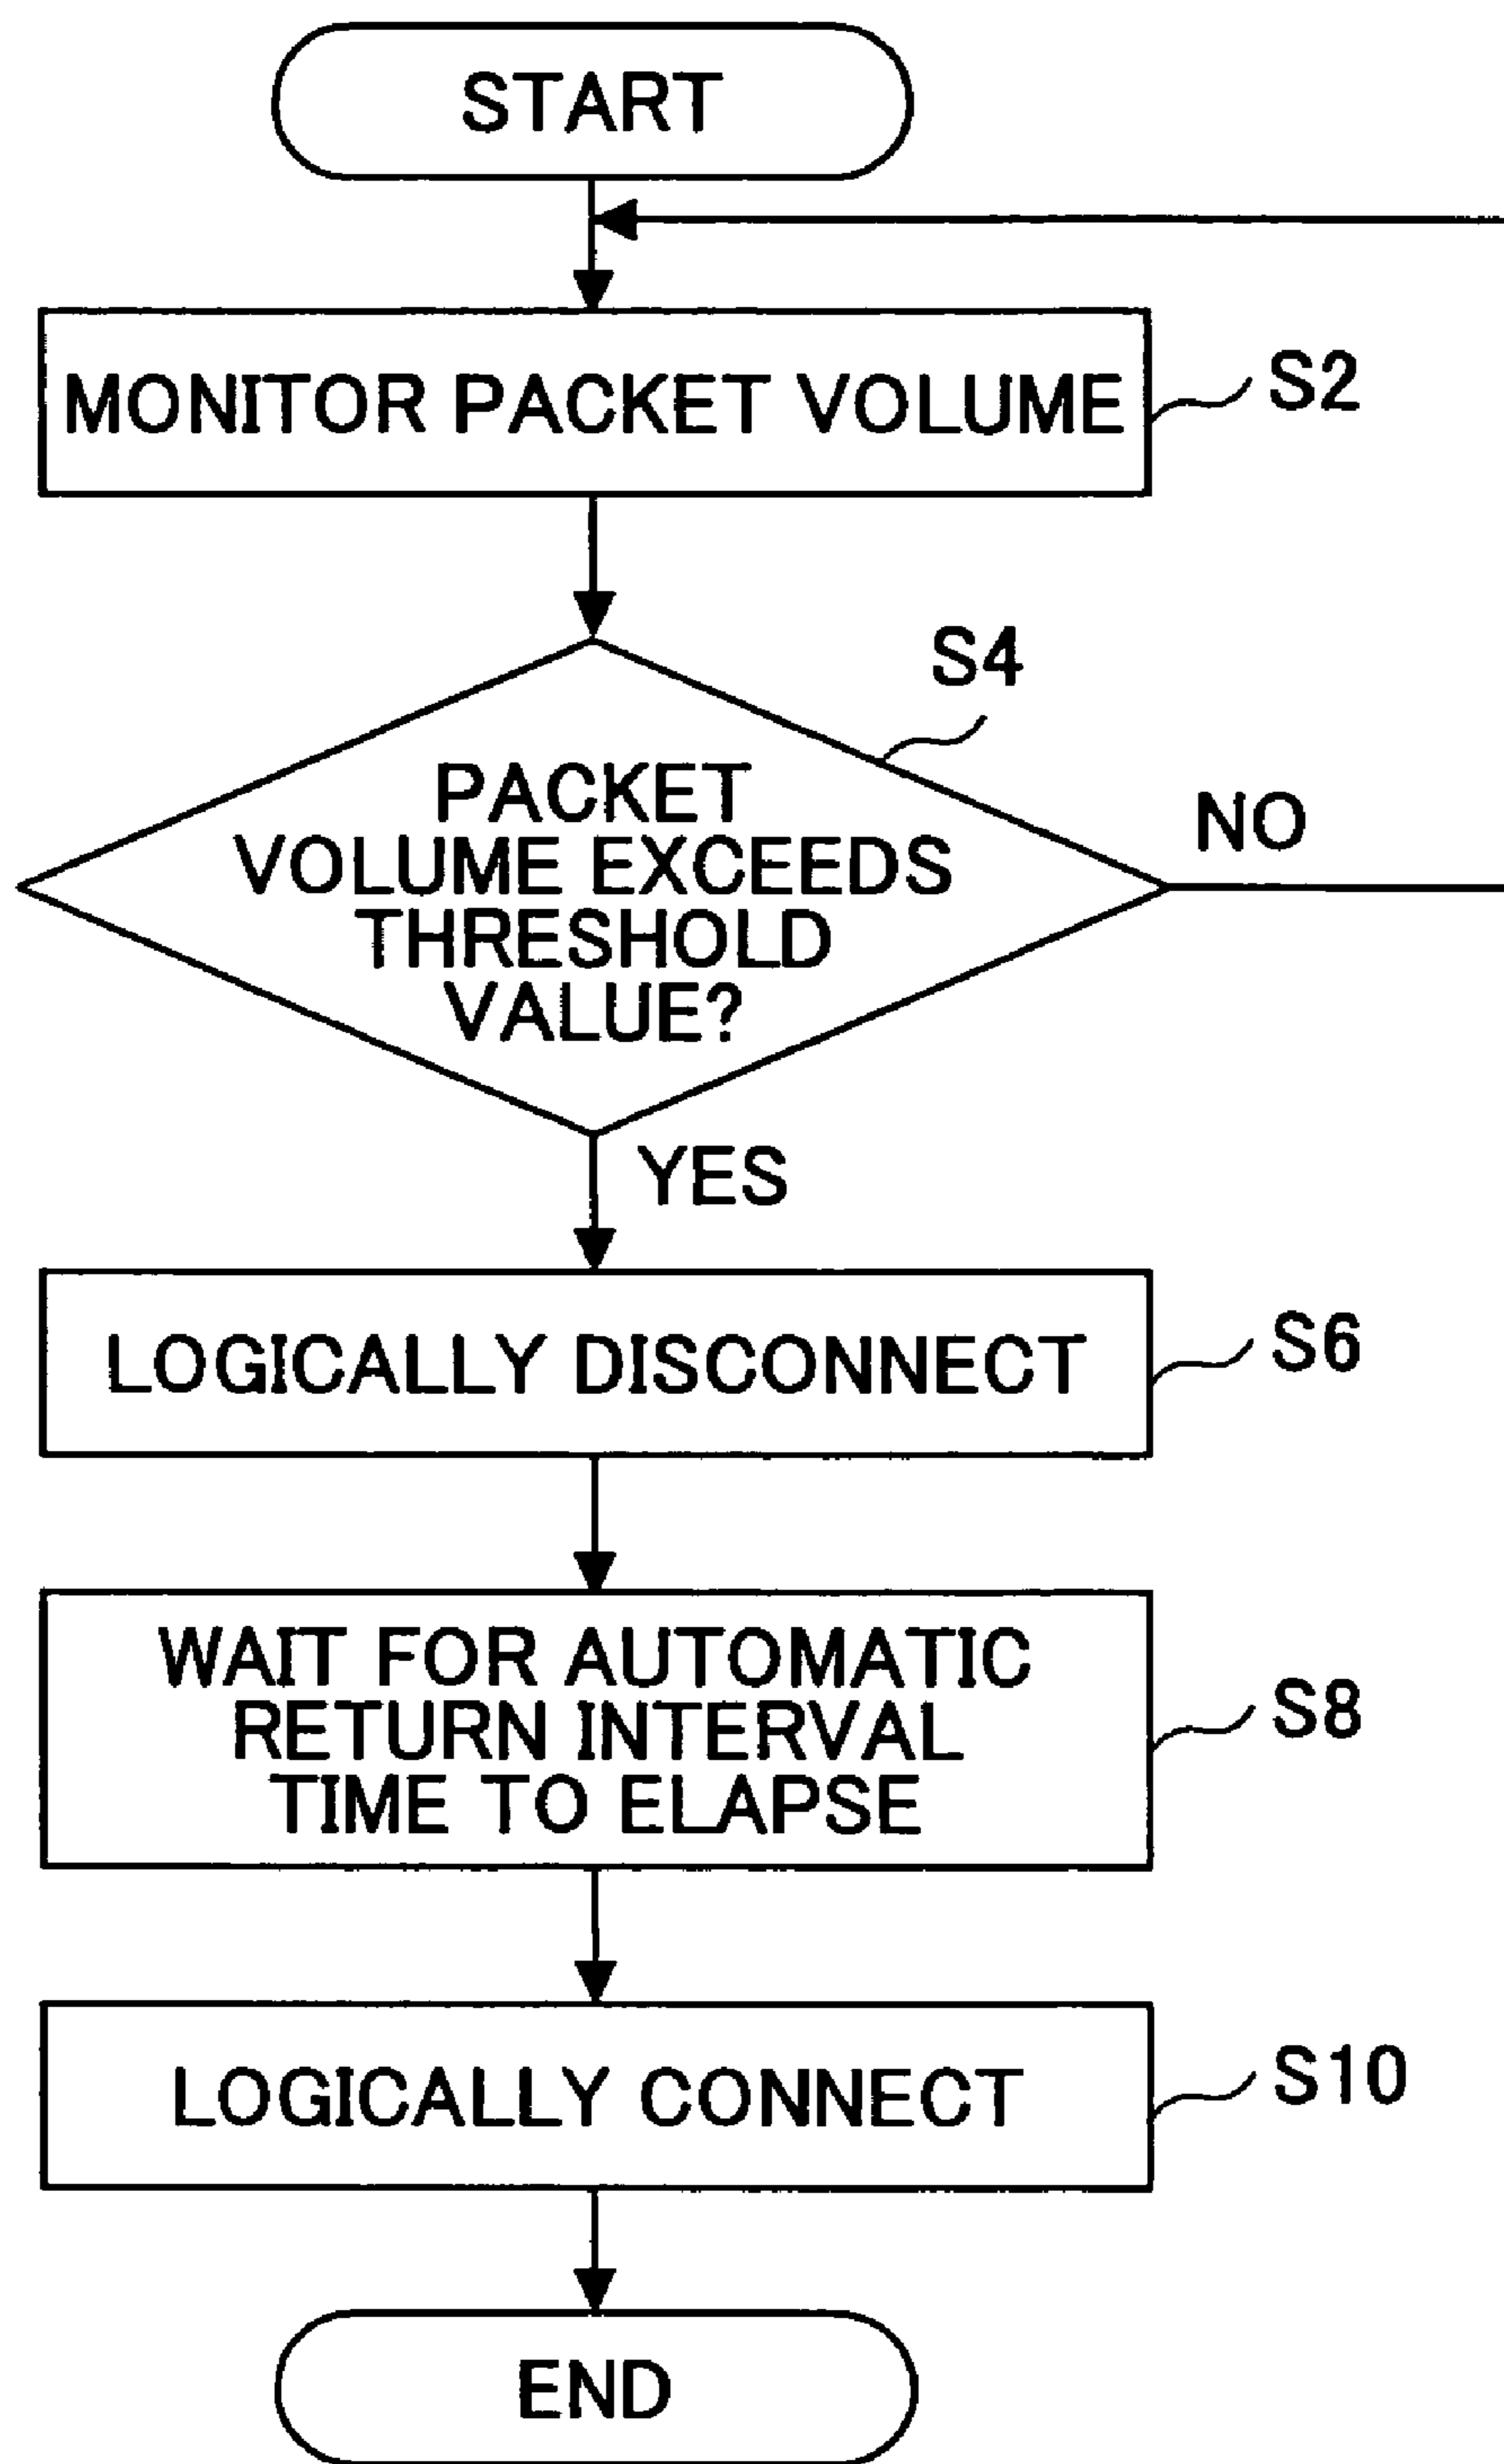 START
MONITOR PACKET VOLUME
S2
S4
PACKET
VOLUME EXCEEDS
THRESHOLD
VALUE?
NO
YES
LOGICALLY DISCONNECT
S6
WAIT FOR AUTOMATIC
RETURN INTERVAL
TIME TO ELAPSE
S8
LOGICALLY CONNECT
S10
END